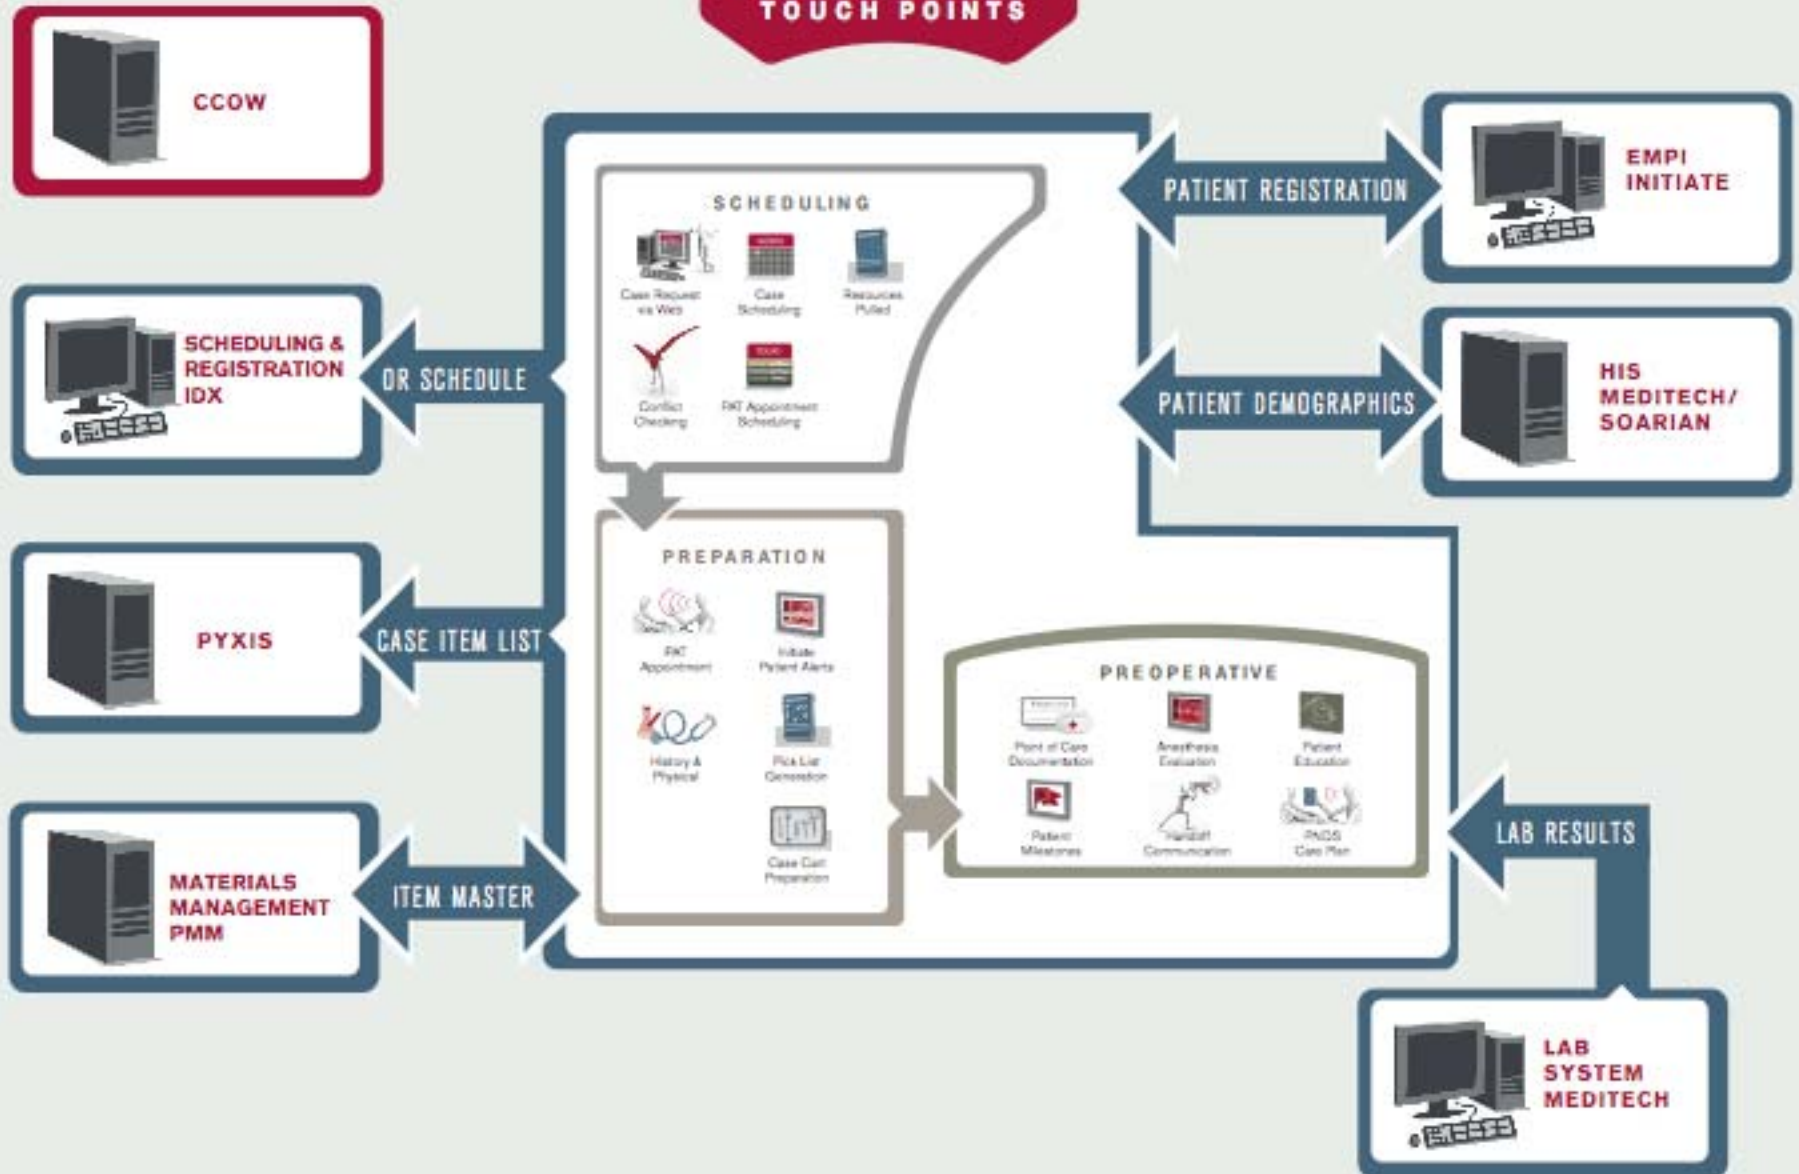 TOUCH POINTS
CCOW
SCHEDULING &
REGISTRATION
IDX
PYXIS
MATERIALS
MANAGEMENT
PMM
OR SCHEDULE
CASE ITEM LIST
ITEM MASTER
SCHEDULING
Case Request
via Web
Case
Scheduling
Resources
Pulled
Conflict
Checking
PAT Appointment
Scheduling
PREPARATION
PAT
Appointment
Initiate
Patient Alerts
History &
Physical
Pick List
Generation
Case Cart
Preparation
PREOPERATIVE
Point of Care
Documentation
Anesthesia
Evaluation
Patient
Education
Patient
Milestones
Handoff
Communication
PNDS
Care Plan
PATIENT REGISTRATION
PATIENT DEMOGRAPHICS
LAB RESULTS
EMPI
INITIATE
HIS
MEDITECH/
SOARIAN
LAB
SYSTEM
MEDITECH